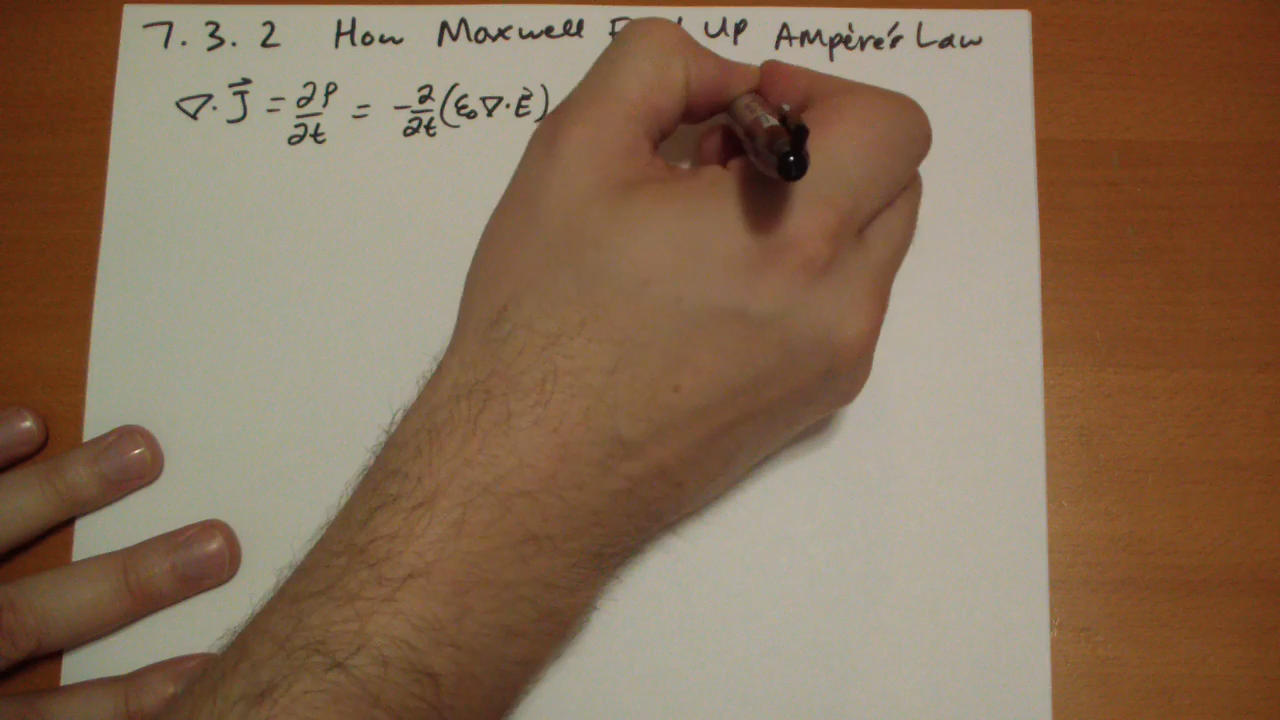 7.3.2 How Maxwell Up Ampère's Law
∇·J⃗ = ∂ρ/∂t = -∂/∂t(ε₀∇·E⃗)